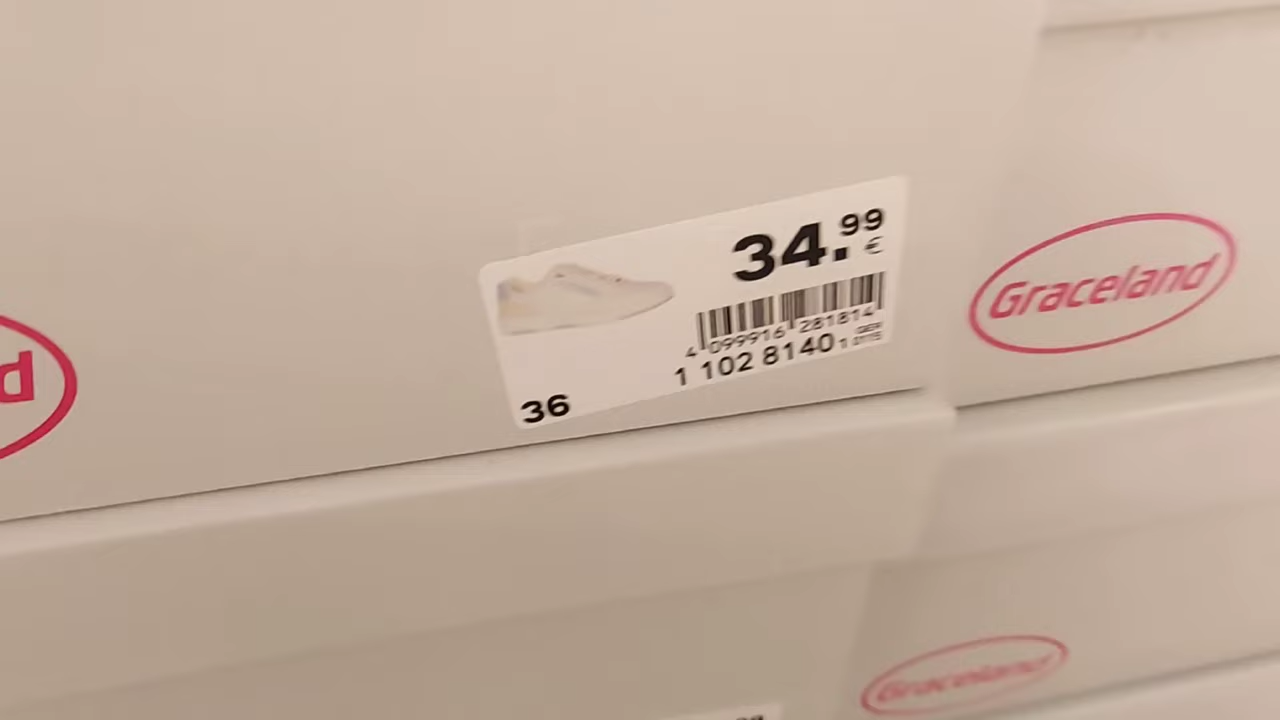 34.99
€
4 099916 281814
1 102 8140
36
Graceland
d
Graceland